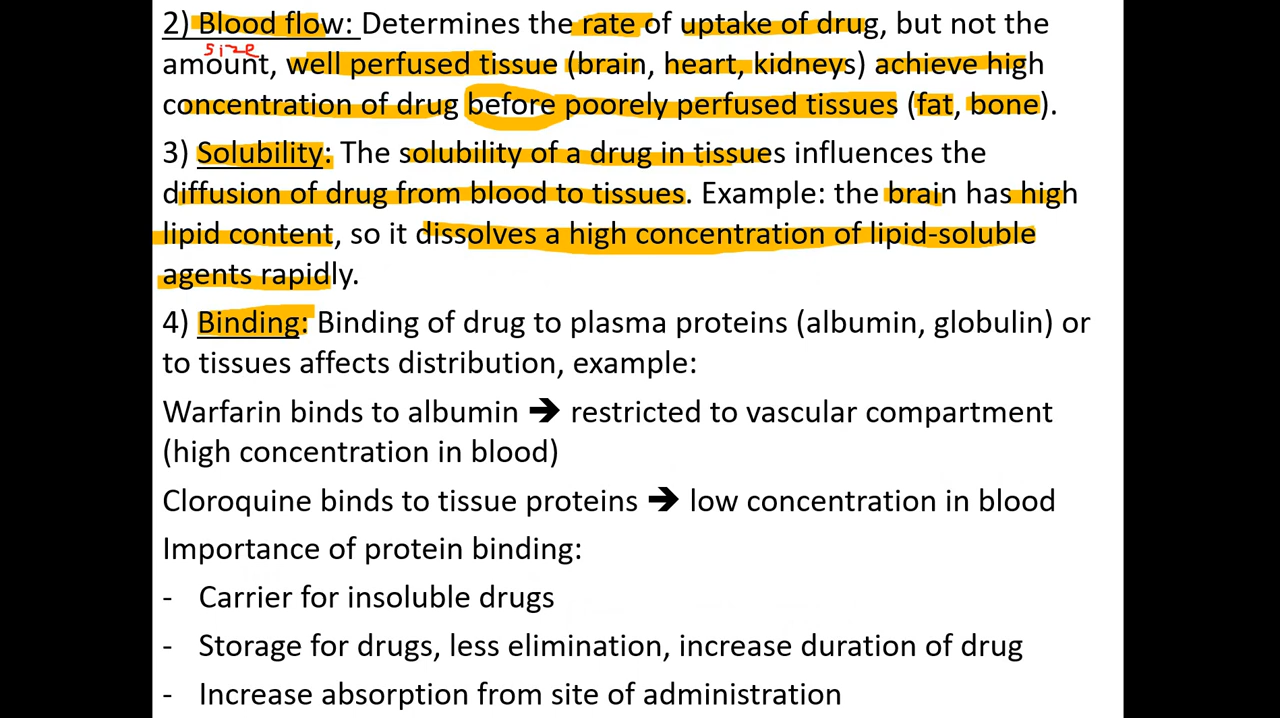 2) Blood flow: Determines the rate of uptake of drug, but not the
size
amount, well perfused tissue (brain, heart, kidneys) achieve high
concentration of drug before poorely perfused tissues (fat, bone).
3) Solubility: The solubility of a drug in tissues influences the
diffusion of drug from blood to tissues. Example: the brain has high
lipid content, so it dissolves a high concentration of lipid-soluble
agents rapidly.
4) Binding: Binding of drug to plasma proteins (albumin, globulin) or
to tissues affects distribution, example:
Warfarin binds to albumin ➔ restricted to vascular compartment
(high concentration in blood)
Cloroquine binds to tissue proteins ➔ low concentration in blood
Importance of protein binding:
- Carrier for insoluble drugs
- Storage for drugs, less elimination, increase duration of drug
- Increase absorption from site of administration